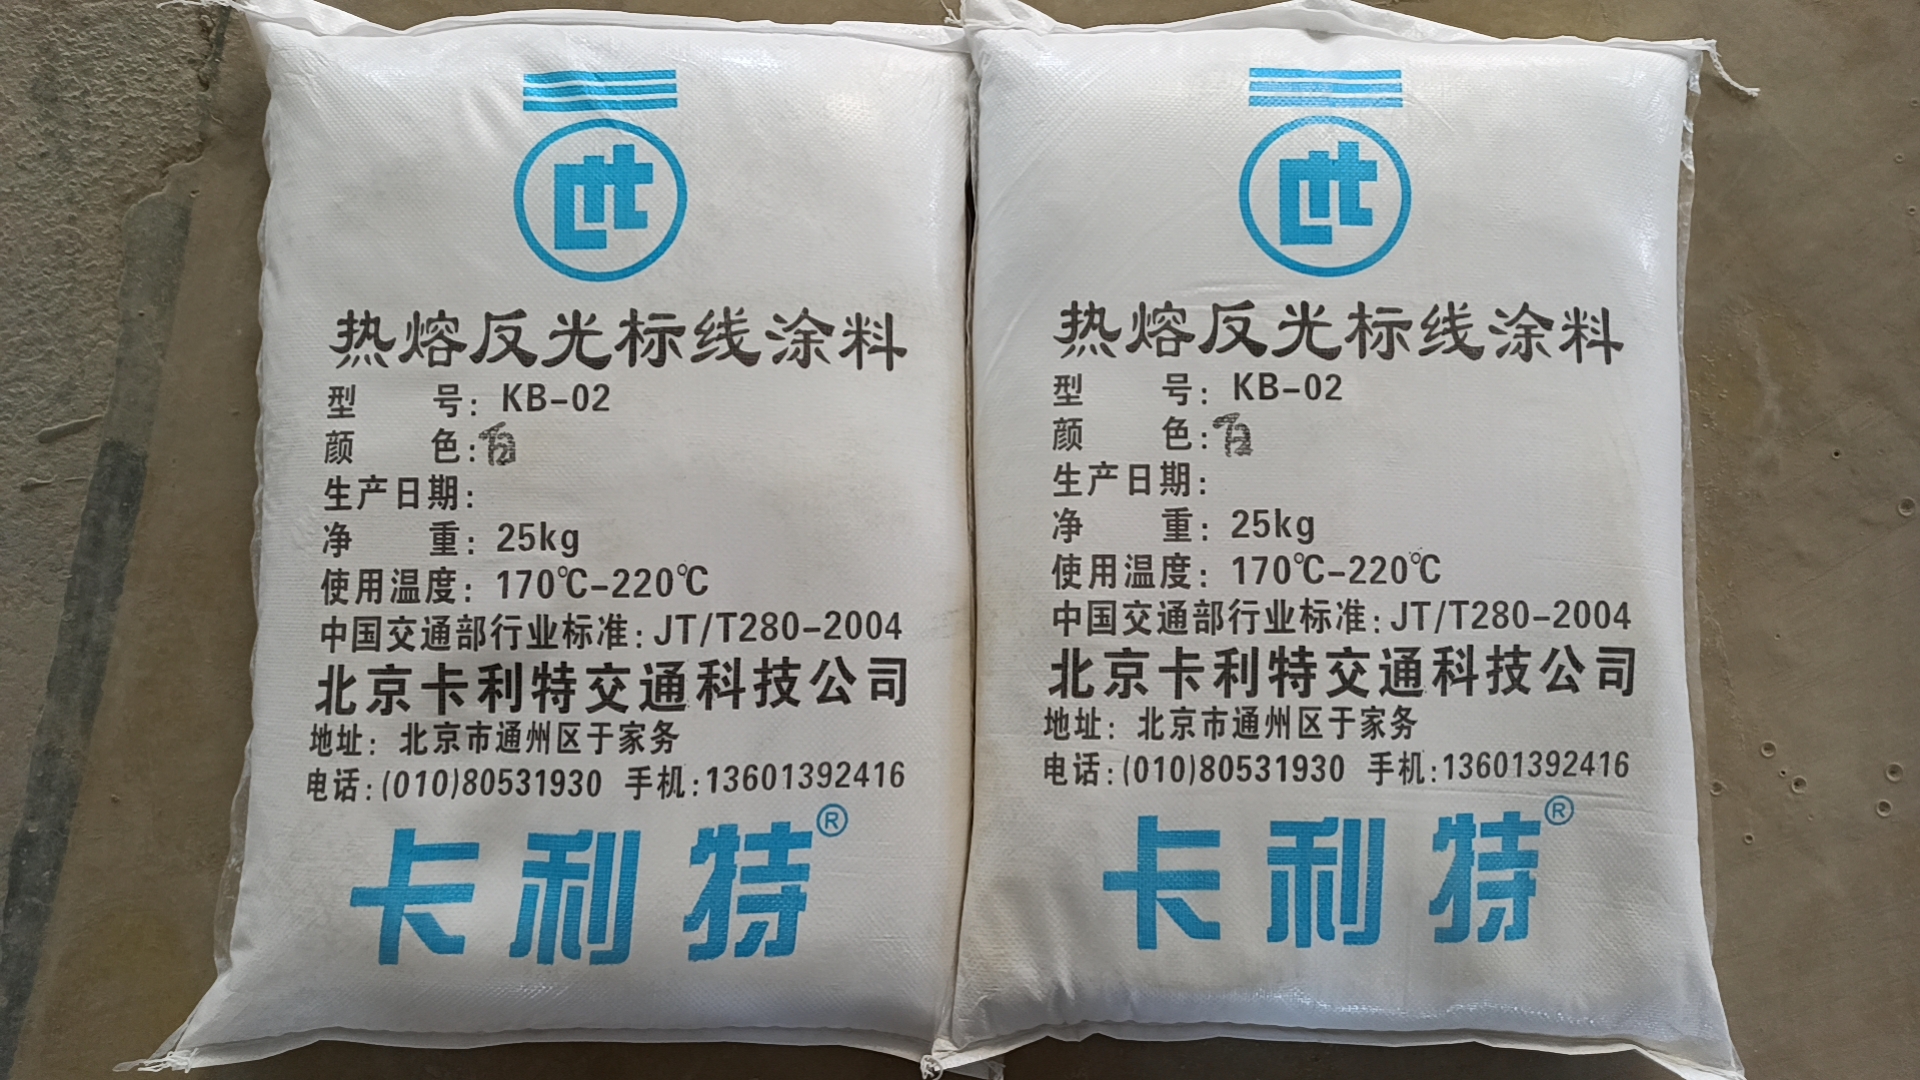 热熔反光标线涂料
型 号: KB-02
颜 色: 白
生产日期:
净 重: 25kg
使用温度: 170℃-220℃
中国交通部行业标准: JT/T280-2004
北京卡利特交通科技公司
地址: 北京市通州区于家务
电话: (010)80531930 手机: 13601392416
卡利特®
热熔反光标线涂料
型 号: KB-02
颜 色: 白
生产日期:
净 重: 25kg
使用温度: 170℃-220℃
中国交通部行业标准: JT/T280-2004
北京卡利特交通科技公司
地址: 北京市通州区于家务
电话: (010)80531930 手机: 13601392416
卡利特®